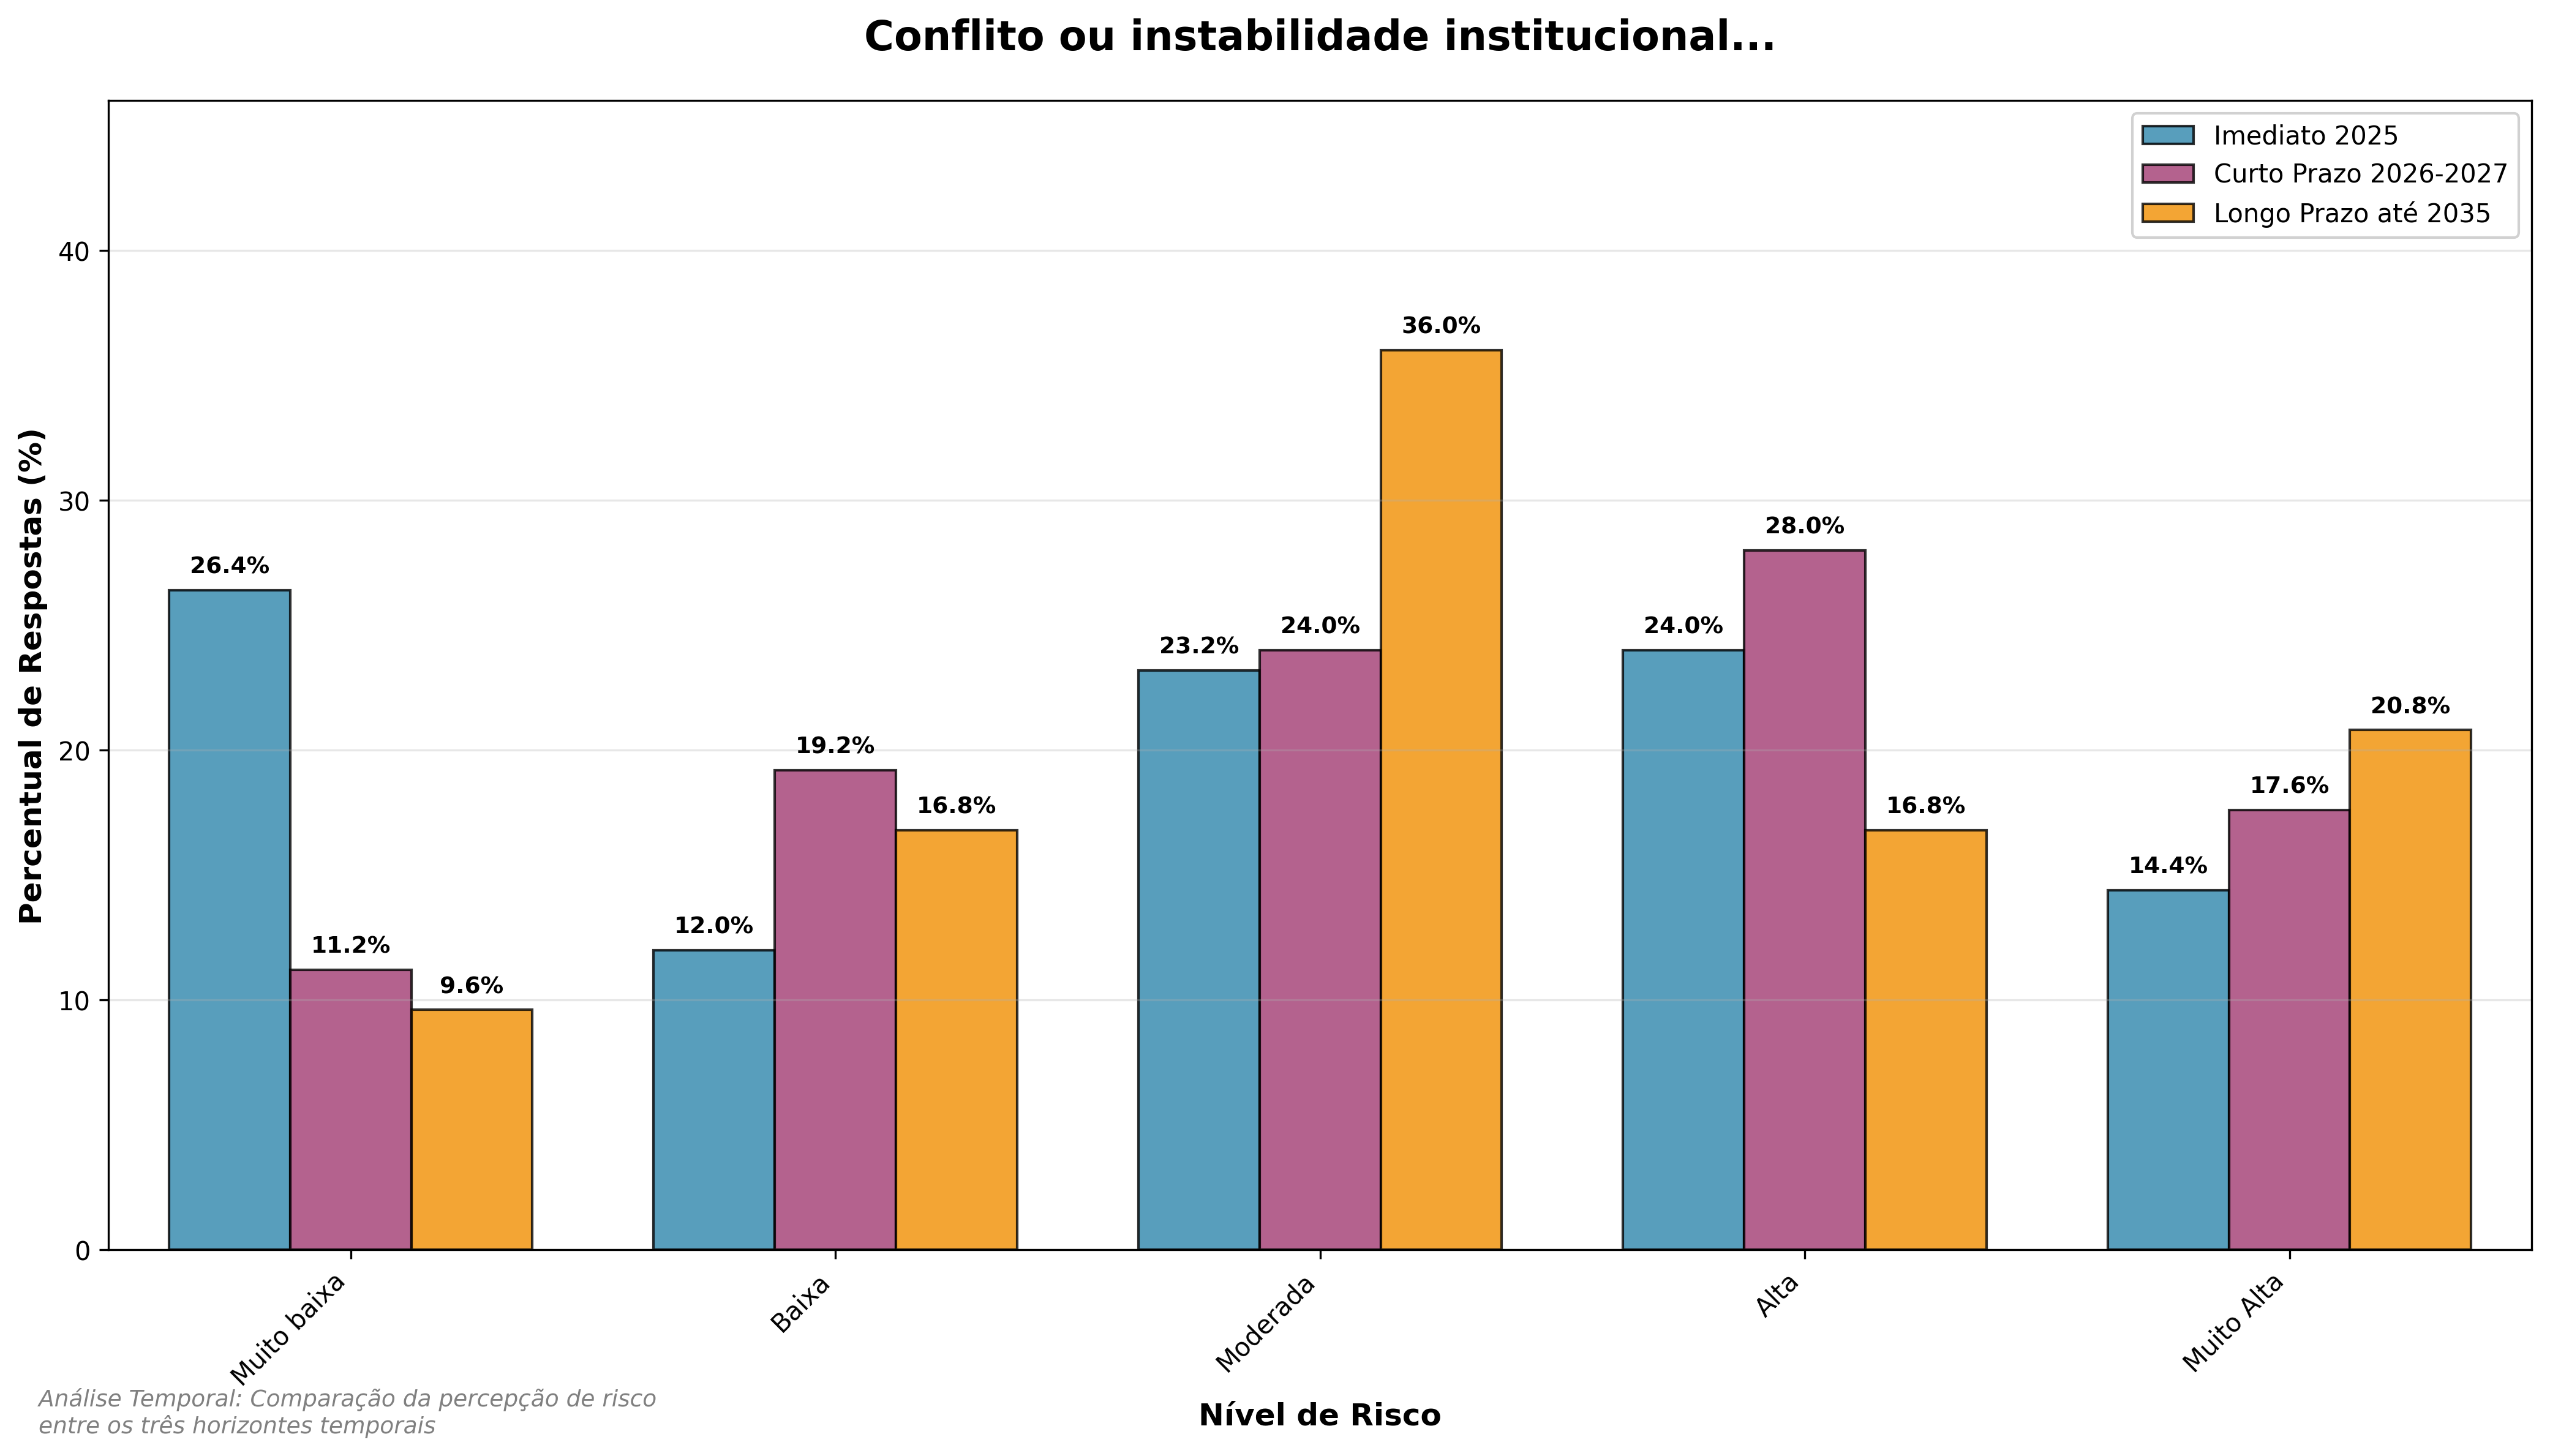 Conflito ou instabilidade institucional...
Imediato 2025
Curto Prazo 2026-2027
Longo Prazo até 2035
Percentual de Respostas (%)
40
30
20
10
0
26.4%
11.2%
9.6%
12.0%
19.2%
16.8%
23.2%
24.0%
36.0%
24.0%
28.0%
16.8%
14.4%
17.6%
20.8%
Muito baixa
Baixa
Moderada
Alta
Muito Alta
Nível de Risco
Análise Temporal: Comparação da percepção de risco
entre os três horizontes temporais